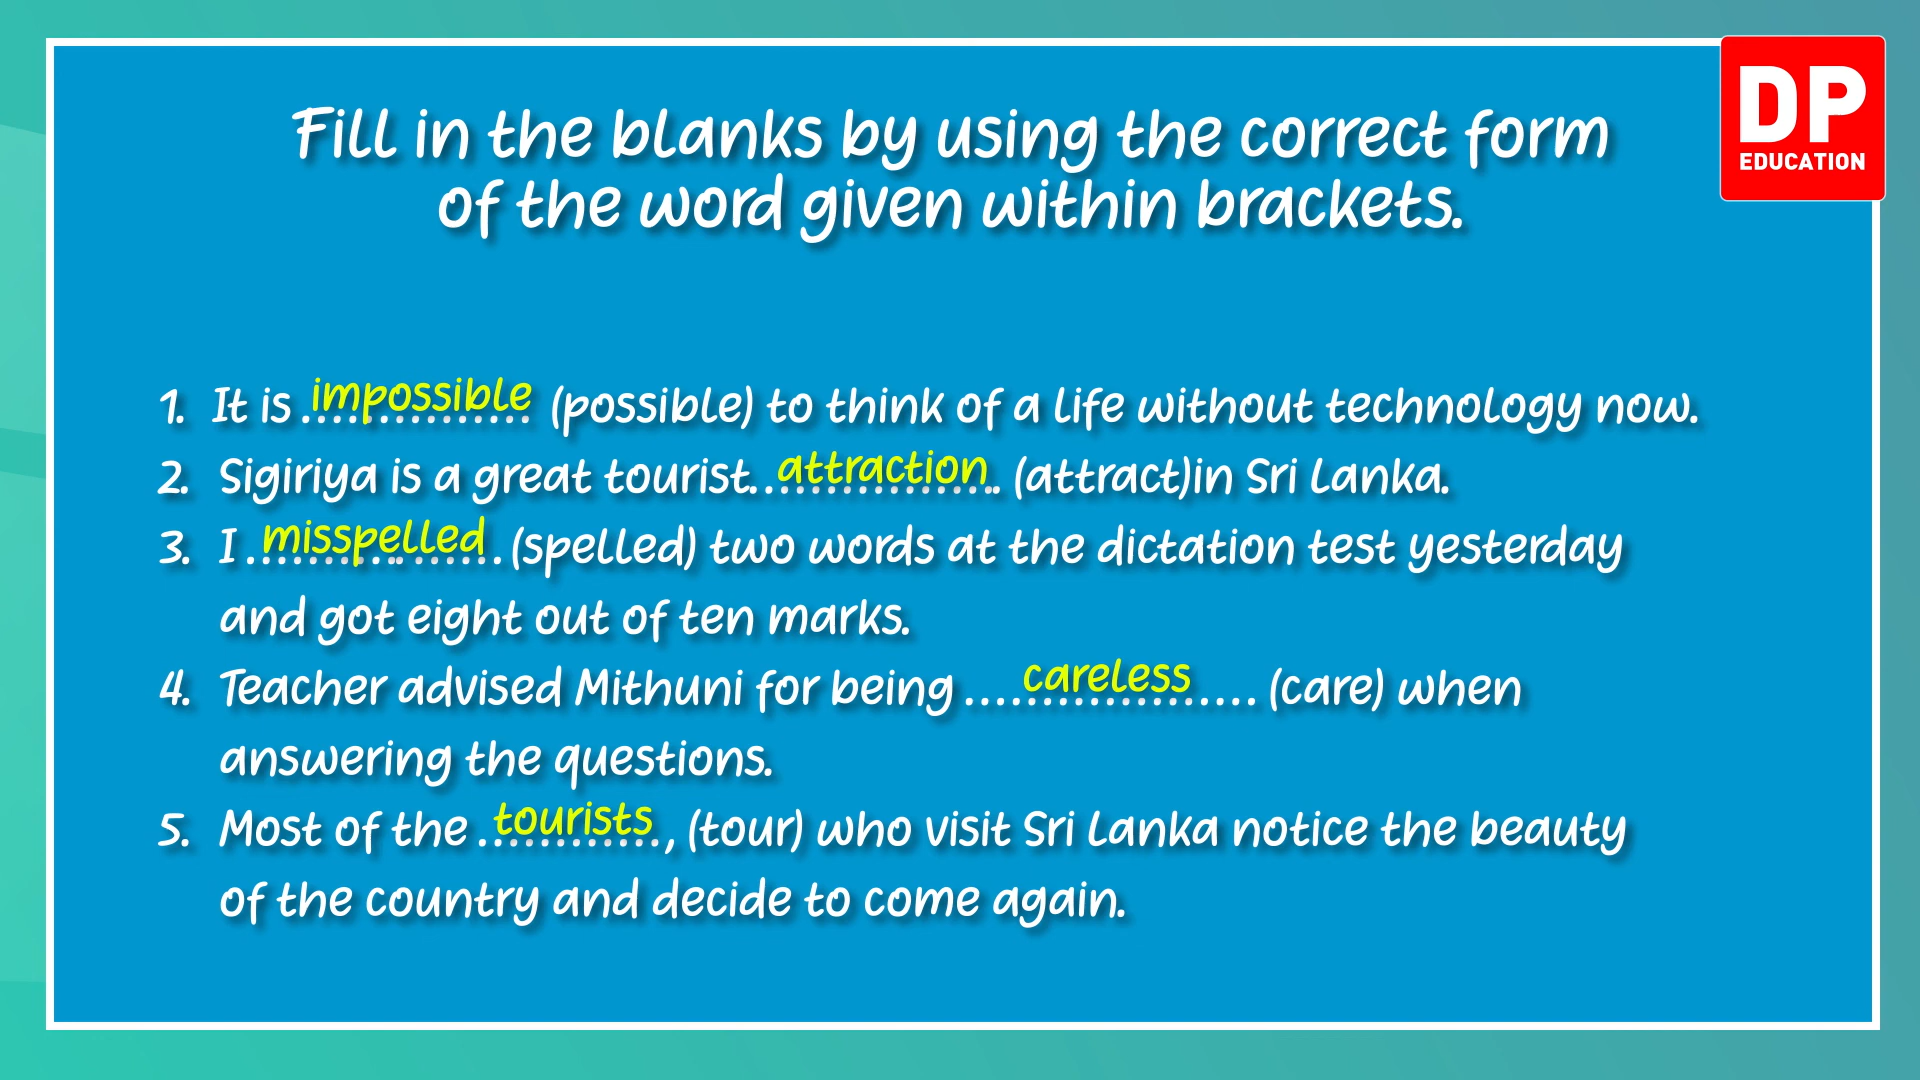 DP
EDUCATION
Fill in the blanks by using the correct form
of the word given within brackets.
1. It is .impossible (possible) to think of a life without technology now.
2. Sigiriya is a great tourist..attraction. (attract)in Sri Lanka.
3. I .misspelled.(spelled) two words at the dictation test yesterday
and got eight out of ten marks.
4. Teacher advised Mithuni for being ....careless.... (care) when
answering the questions.
5. Most of the .tourists., (tour) who visit Sri Lanka notice the beauty
of the country and decide to come again.